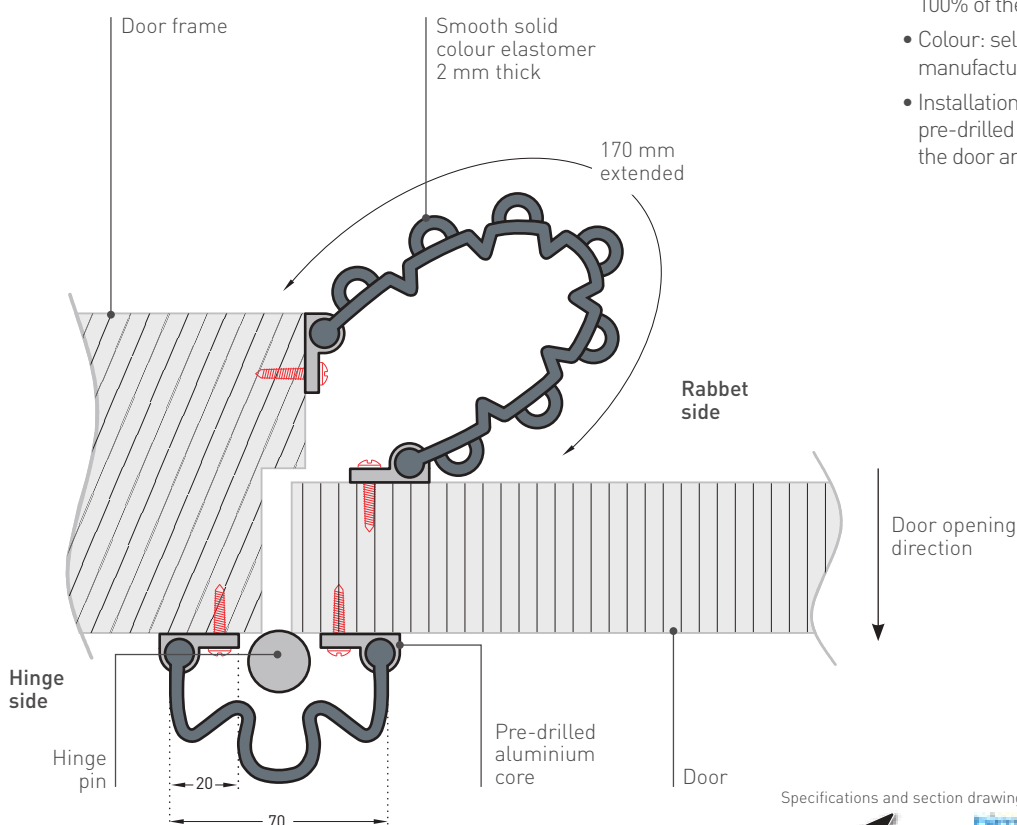 Door frame
Smooth solid
colour elastomer
2 mm thick
100% of the
• Colour: sel
manufactu
• Installation
pre-drilled
the door an
170 mm
extended
Rabbet
side
Door opening
direction
Hinge
side
Hinge
pin
20
70
Pre-drilled
aluminium
core
Door
Specifications and section drawing